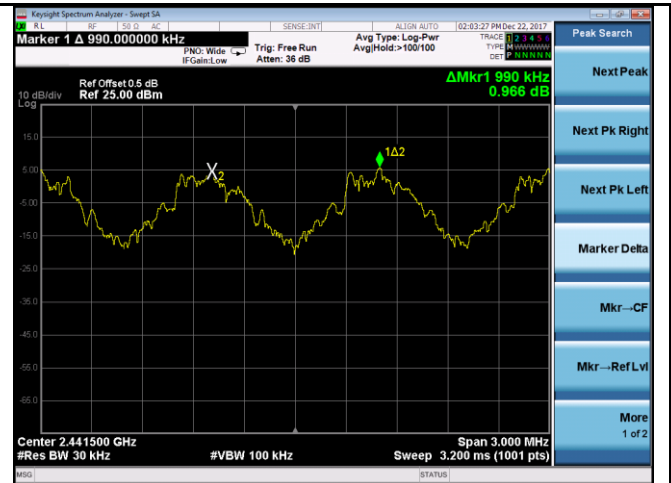 Keysight Spectrum Analyzer - Swept SA
RL RF 50 Ω AC SENSE:INT ALIGN AUTO 02:03:27 PM Dec 22, 2017
Marker 1 Δ 990.000000 kHz
PNO: Wide
IFGain:Low
Trig: Free Run
Atten: 36 dB
Avg Type: Log-Pwr
Avg|Hold:>100/100
TRACE 1 2 3 4 5 6
TYPE M WWWWW
DET P NNNNN
Peak Search
Ref Offset 0.5 dB
Ref 25.00 dBm
10 dB/div
Log
ΔMkr1 990 kHz
0.966 dB
Next Peak
Next Pk Right
Next Pk Left
Marker Delta
Mkr→CF
Mkr→Ref Lvl
More
1 of 2
15.0
5.00
-5.00
-15.0
-25.0
-35.0
-45.0
-55.0
-65.0
X2
1Δ2
Center 2.441500 GHz
Span 3.000 MHz
#Res BW 30 kHz
#VBW 100 kHz
Sweep 3.200 ms (1001 pts)
MSG
STATUS